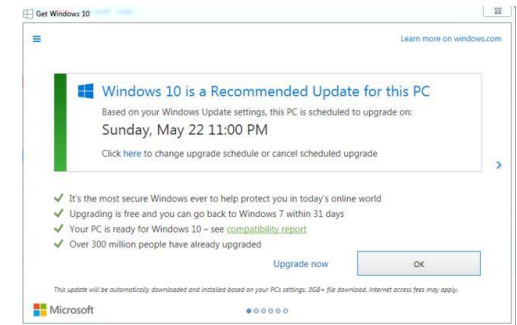 Get Windows 10
Learn more on windows.com
Windows 10 is a Recommended Update for this PC
Based on your Windows Update settings, this PC is scheduled to upgrade on:
Sunday, May 22 11:00 PM
Click here to change upgrade schedule or cancel scheduled upgrade
It's the most secure Windows ever to help protect you in today's online world
Upgrading is free and you can go back to Windows 7 within 31 days
Your PC is ready for Windows 10 – see compatibility report
Over 300 million people have already upgraded
Upgrade now
OK
This update will be automatically downloaded and installed based on your PCs settings. 3GB+ file download. Internet access fees may apply.
Microsoft